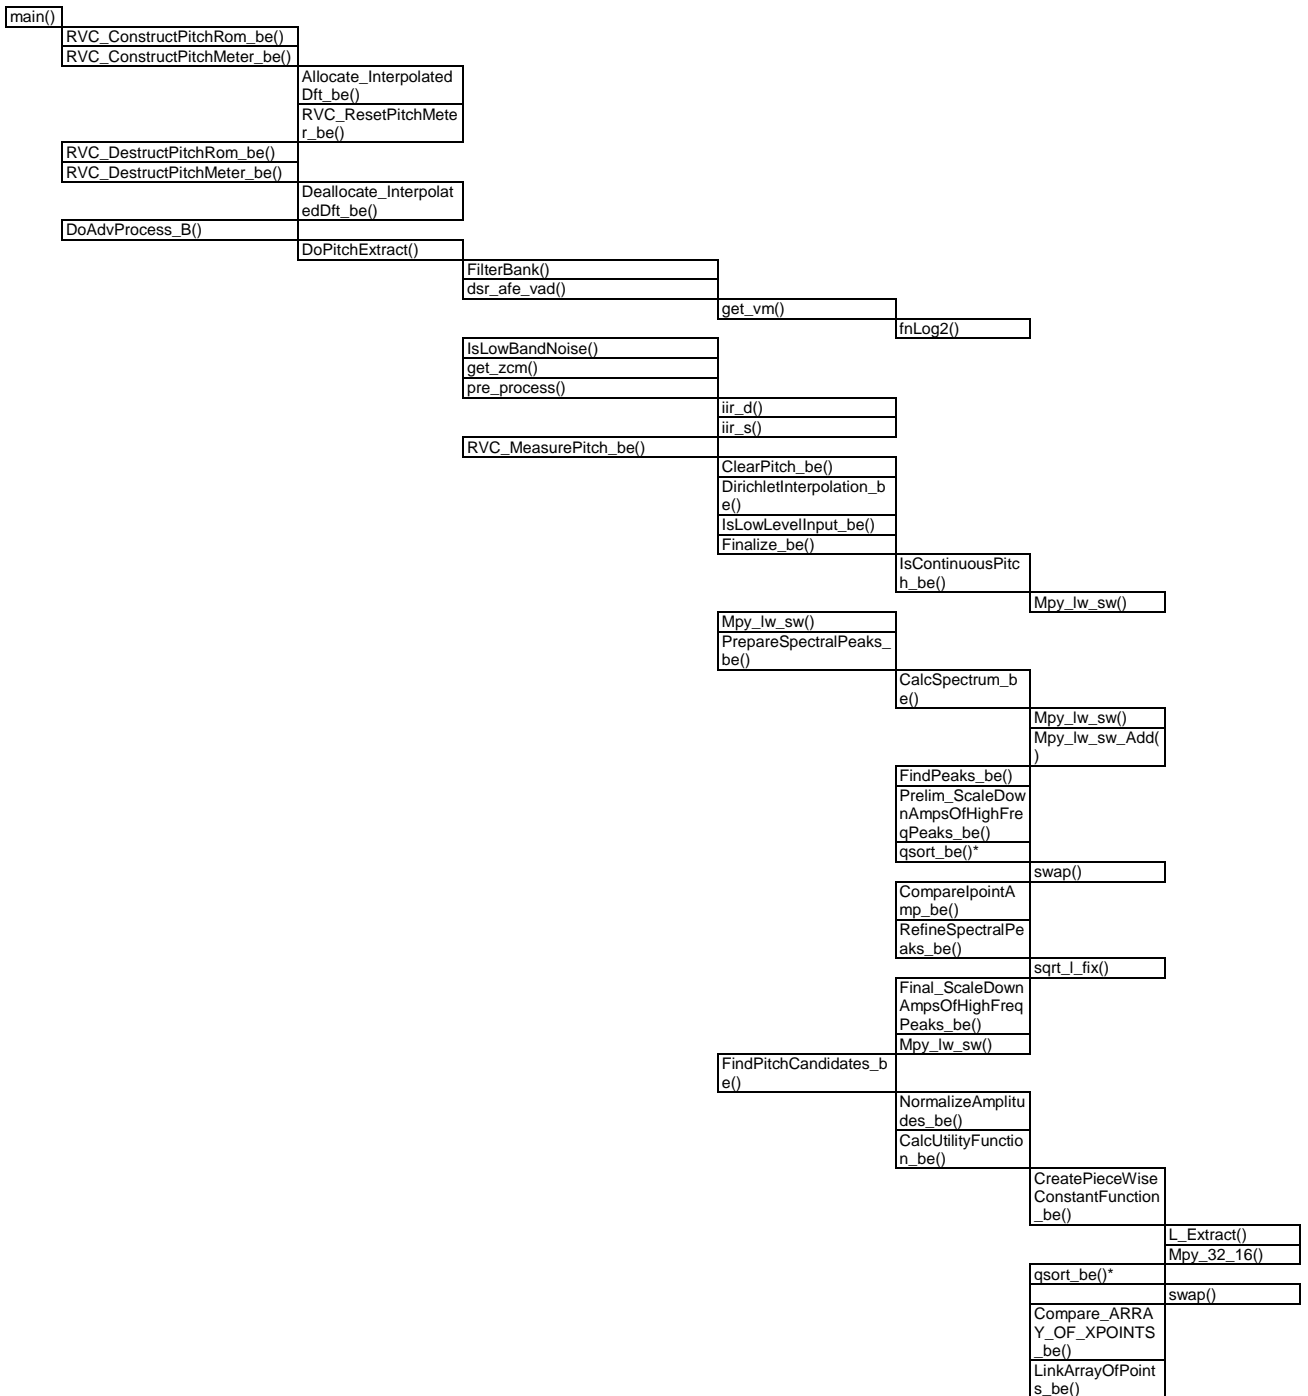 main()
RVC_ConstructPitchRom_be()
RVC_ConstructPitchMeter_be()
Allocate_Interpolated
Dft_be()
RVC_ResetPitchMete
r_be()
RVC_DestructPitchRom_be()
RVC_DestructPitchMeter_be()
Deallocate_Interpolat
edDft_be()
DoAdvProcess_B()
DoPitchExtract()
FilterBank()
dsr_afe_vad()
get_vm()
fnLog2()
IsLowBandNoise()
get_zcm()
pre_process()
iir_d()
iir_s()
RVC_MeasurePitch_be()
ClearPitch_be()
DirichletInterpolation_b
e()
IsLowLevelInput_be()
Finalize_be()
IsContinuousPitc
h_be()
Mpy_lw_sw()
Mpy_lw_sw()
PrepareSpectralPeaks_
be()
CalcSpectrum_b
e()
Mpy_lw_sw()
Mpy_lw_sw_Add(
)
FindPeaks_be()
Prelim_ScaleDow
nAmpsOfHighFre
qPeaks_be()
qsort_be()*
swap()
CompareIpointA
mp_be()
RefineSpectralPe
aks_be()
sqrt_l_fix()
Final_ScaleDown
AmpsOfHighFreq
Peaks_be()
Mpy_lw_sw()
FindPitchCandidates_b
e()
NormalizeAmplitu
des_be()
CalcUtilityFunctio
n_be()
CreatePieceWise
ConstantFunction
_be()
L_Extract()
Mpy_32_16()
qsort_be()*
swap()
Compare_ARRA
Y_OF_XPOINTS
_be()
LinkArrayOfPoint
s_be()